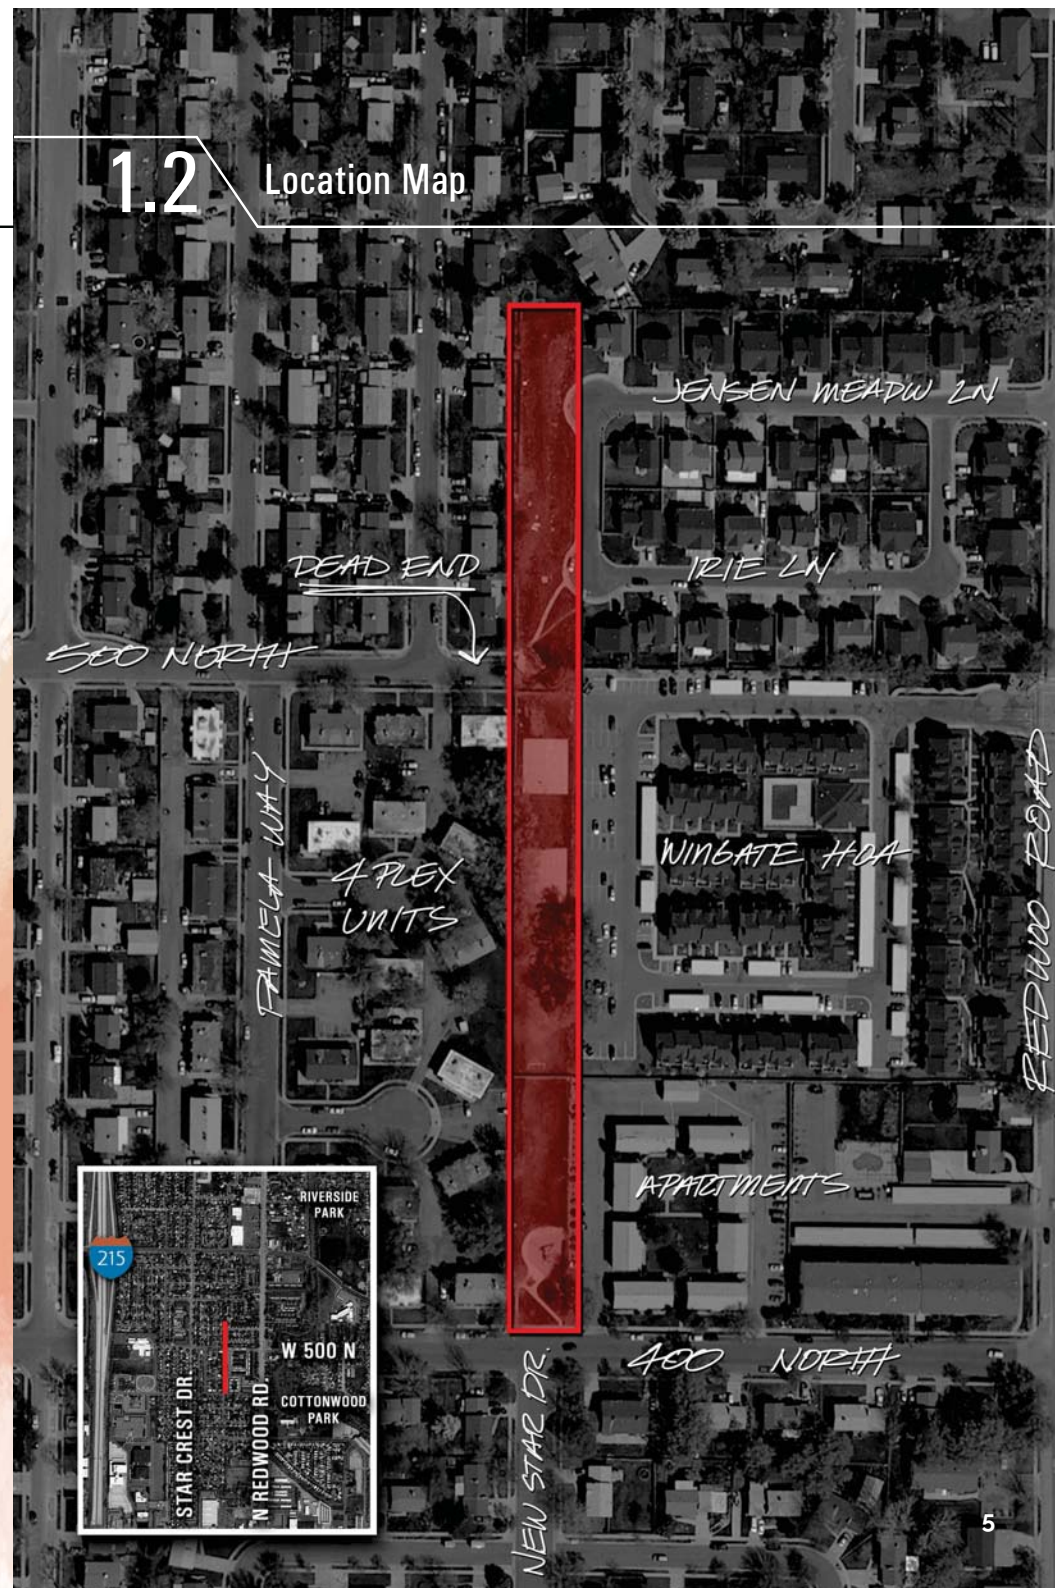 1.2
Location Map
JENSEN MEADW LN
DEAD END
IRIE LN
500 NORTH
PAMELA WAY
4 PLEX
UNITS
WINGATE HOA
REDWOO ROAD
APARTMENTS
400 NORTH
NEW STAR DR.
RIVERSIDE
PARK
215
W 500 N
COTTONWOOD
PARK
STAR CREST DR.
N REDWOOD RD.
5